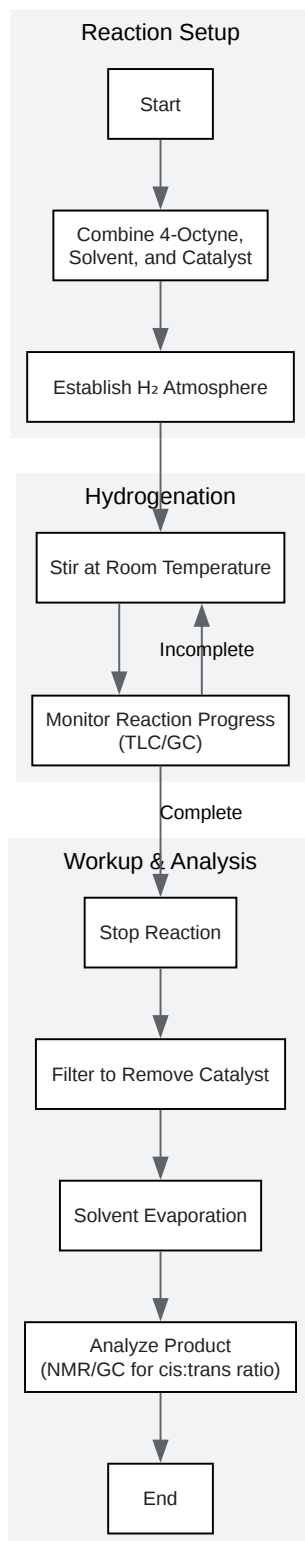 Reaction Setup
Start
Combine 4-Octyne,
Solvent, and Catalyst
Establish H₂ Atmosphere
Hydrogenation
Stir at Room Temperature
Incomplete
Monitor Reaction Progress
(TLC/GC)
Complete
Workup & Analysis
Stop Reaction
Filter to Remove Catalyst
Solvent Evaporation
Analyze Product
(NMR/GC for cis:trans ratio)
End